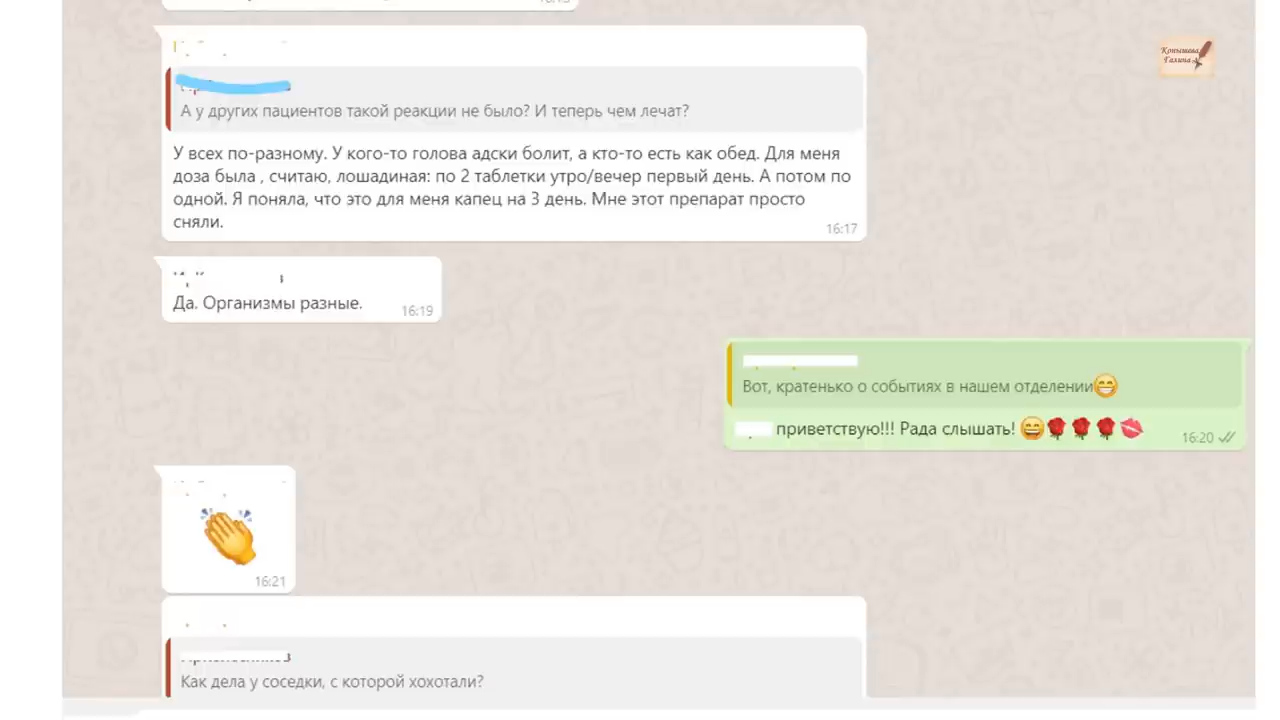 Копышева
Галина
А у других пациентов такой реакции не было? И теперь чем лечат?
У всех по-разному. У кого-то голова адски болит, а кто-то есть как обед. Для меня
доза была , считаю, лошадиная: по 2 таблетки утро/вечер первый день. А потом по
одной. Я поняла, что это для меня капец на 3 день. Мне этот препарат просто
сняли.
16:17
Да. Организмы разные.
16:19
Вот, кратенько о событиях в нашем отделении😁
приветствую!!! Рада слышать! 😄🌹🌹🌹💋
16:20
👏
16:21
Как дела у соседки, с которой хохотали?